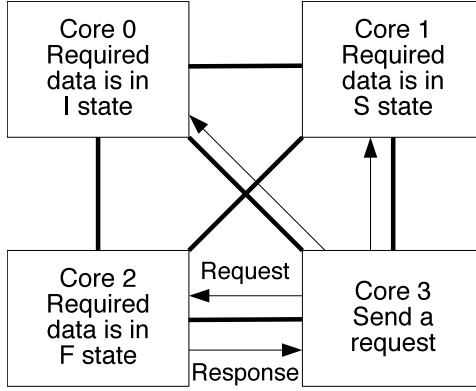 Core 0
Required
data is in
I state
Core 1
Required
data is in
S state
Core 2
Required
data is in
F state
Request
Response
Core 3
Send a
request